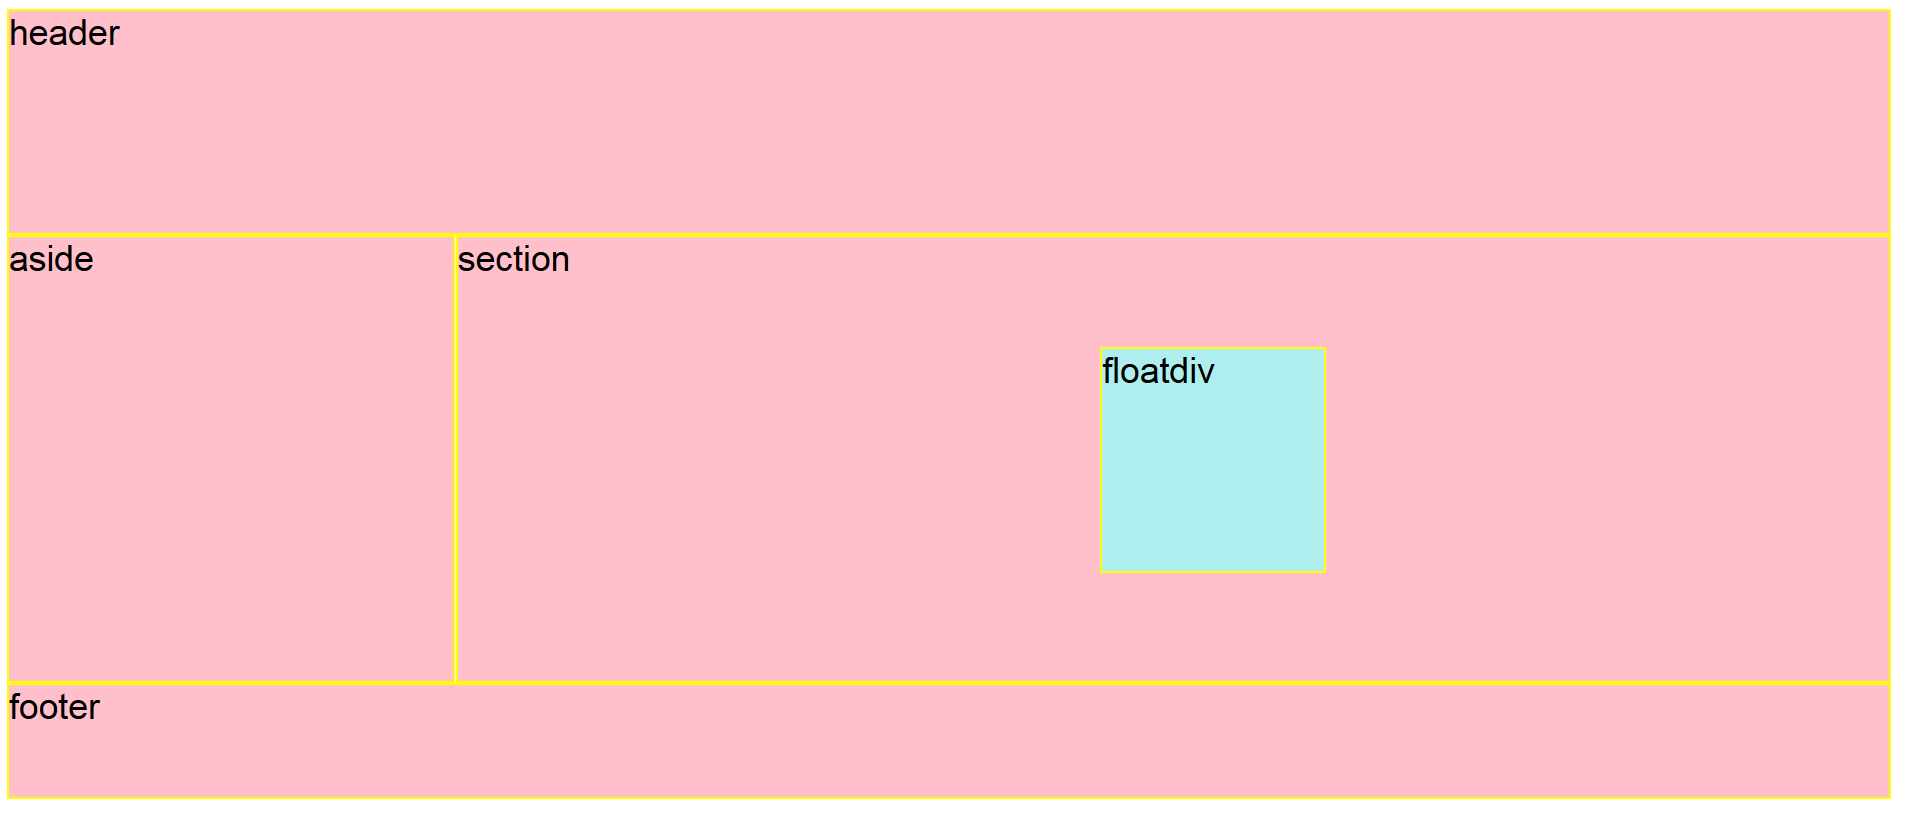 header
aside
section
floatdiv
footer